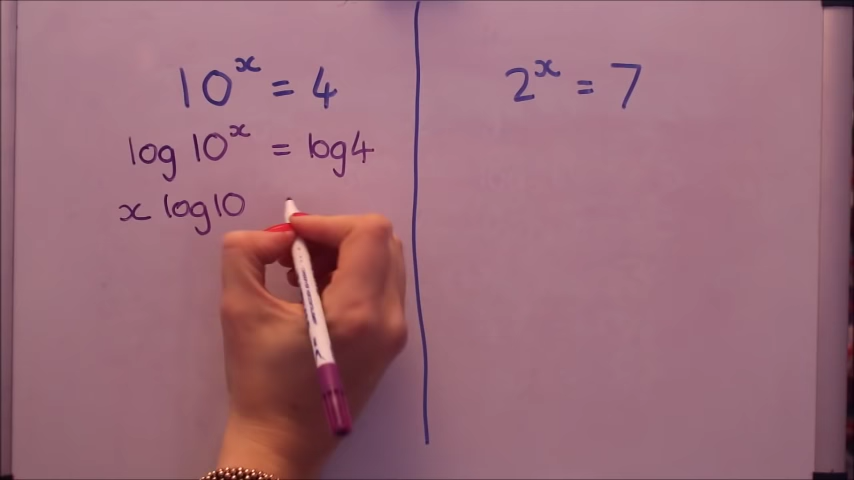 10^x = 4
log 10^x = log4
x log10
2^x = 7